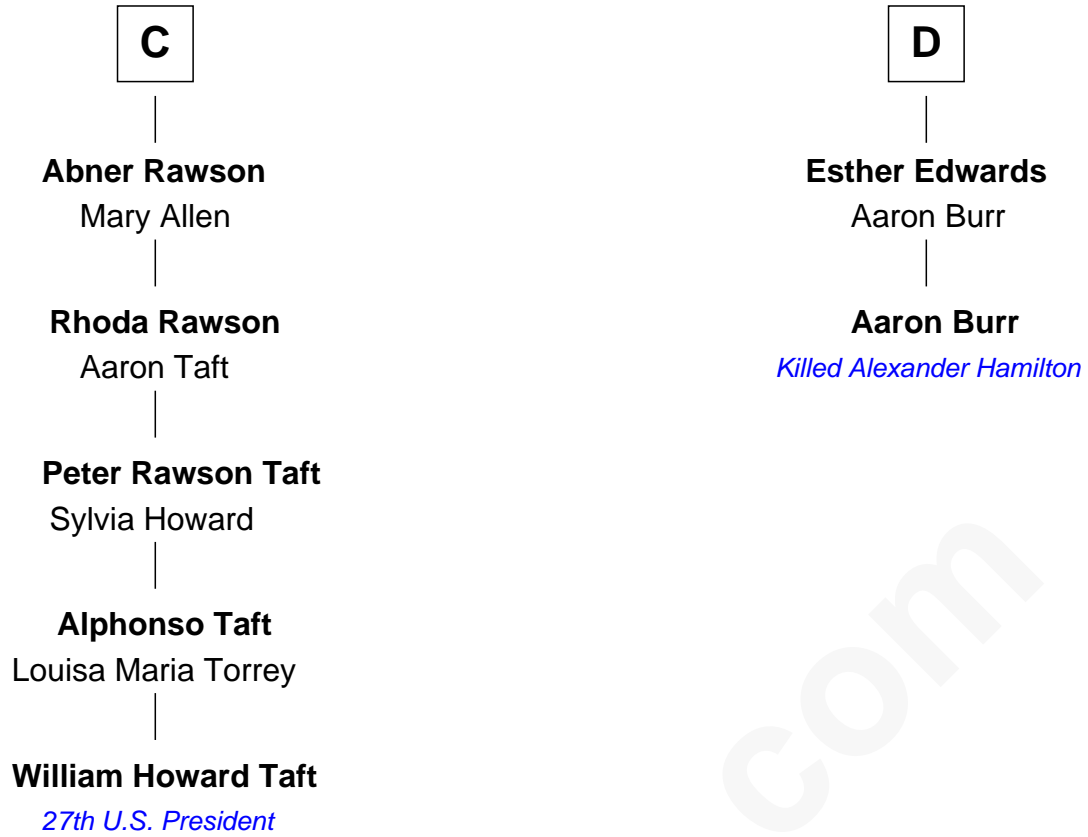 C
Abner Rawson
Mary Allen
Rhoda Rawson
Aaron Taft
Peter Rawson Taft
Sylvia Howard
Alphonso Taft
Louisa Maria Torrey
William Howard Taft
27th U.S. President
D
Esther Edwards
Aaron Burr
Aaron Burr
Killed Alexander Hamilton
com